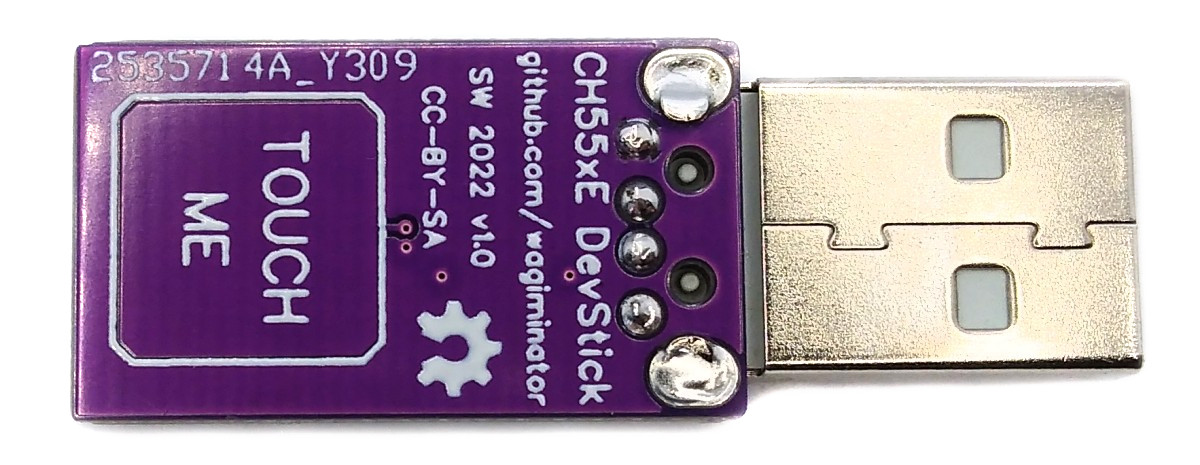 2535714A_Y309
CH55xE DevStick
github.com/wagiminator
SW 2022 v1.0
CC-BY-SA
TOUCH
ME